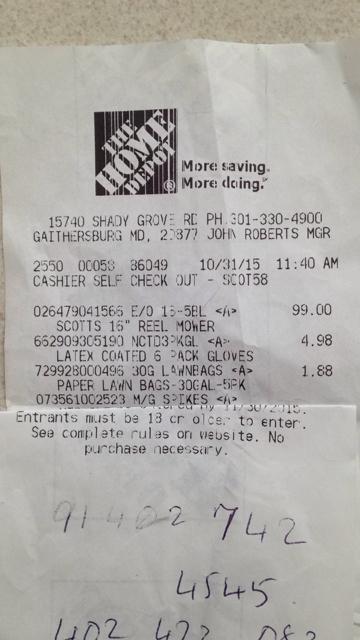 THE
HOME
DEPOT
®
More saving.
More doing.™
15740 SHADY GROVE RD PH.301-330-4900
GAITHERSBURG MD, 20877 JOHN ROBERTS MGR
2550 00053 86049 10/31/15 11:40 AM
CASHIER SELF CHECK OUT - SCOT58
026479041566 E/O 16-5BL <A> 99.00
SCOTTS 16" REEL MOWER
662909305190 NCTD3PKGL <A> 4.98
LATEX COATED 6 PACK GLOVES
729928000496 30G LAWNBAGS <A> 1.88
PAPER LAWN BAGS-30GAL-5PK
073561002523 M/G SPIKES <A>
11/30/2015.
Entrants must be 18 or older to enter.
See complete rules on website. No
purchase necessary.
91402 742
4545
402 422